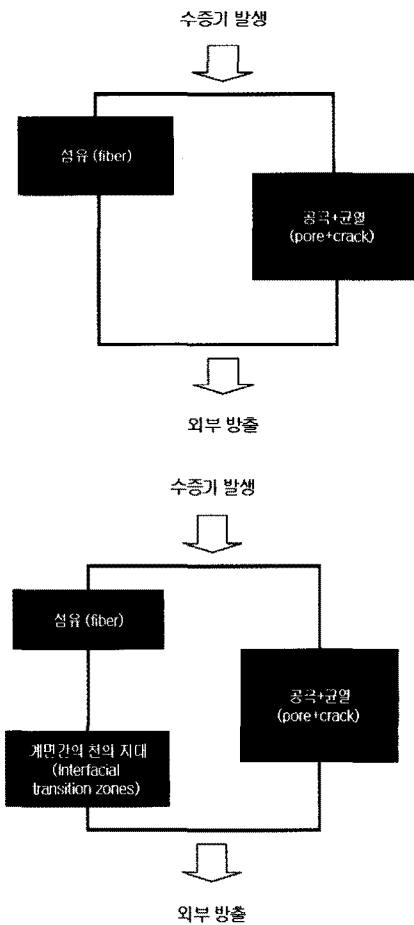 수증기 발생
섬유 (fiber)
공극+균열
(pore+crack)
외부 방출
수증기 발생
섬유 (fiber)
공극+균열
(pore+crack)
계면간의 천의 지대
(Interfacial
transition zones)
외부 방출